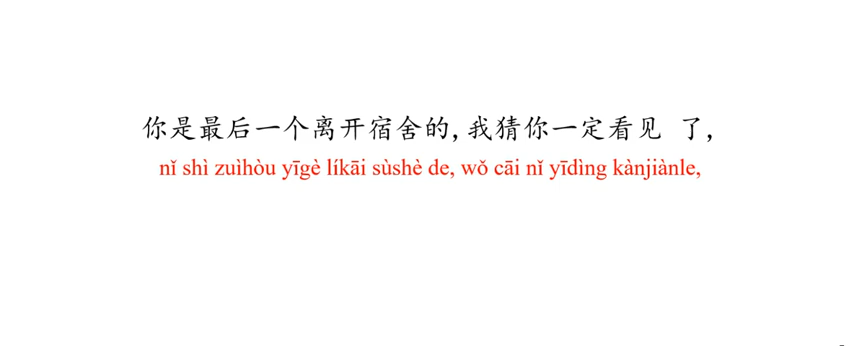 你是最后一个离开宿舍的,我猜你一定看见 了,
nǐ shì zuìhòu yīgè líkāi sùshè de, wǒ cāi nǐ yīdìng kànjiànle,